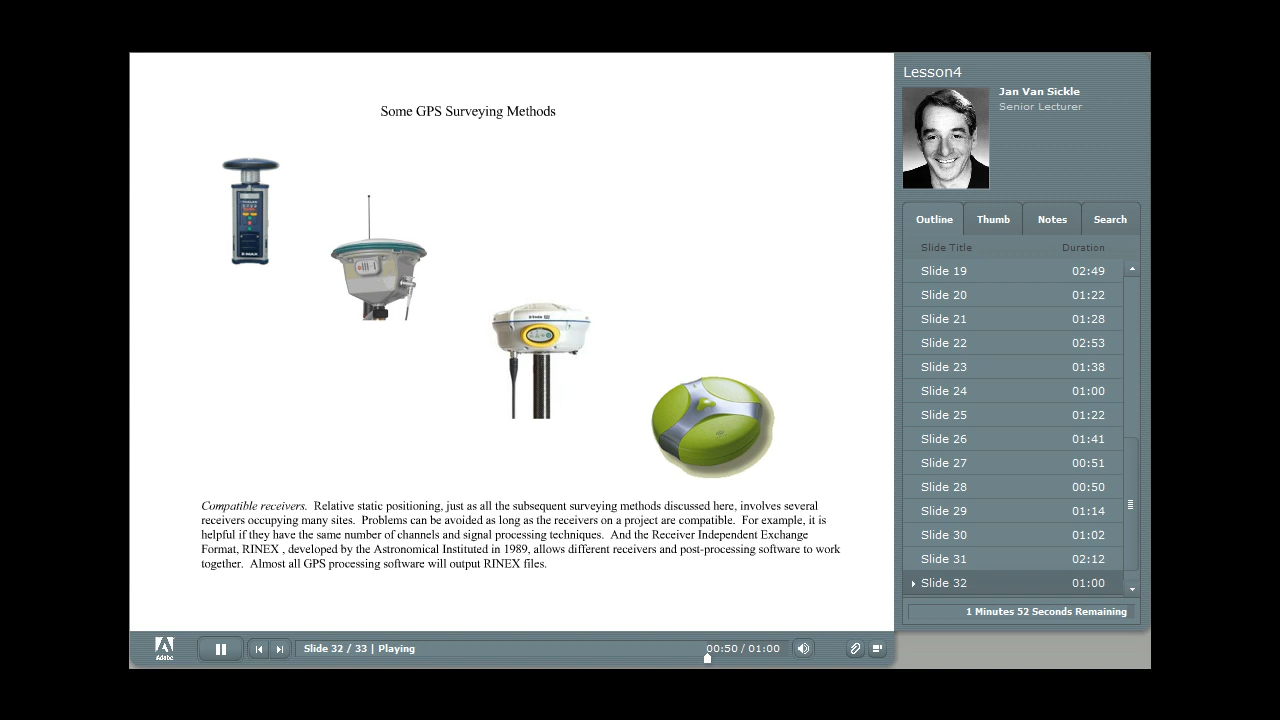 Some GPS Surveying Methods
Compatible receivers. Relative static positioning, just as all the subsequent surveying methods discussed here, involves several
receivers occupying many sites. Problems can be avoided as long as the receivers on a project are compatible. For example, it is
helpful if they have the same number of channels and signal processing techniques. And the Receiver Independent Exchange
Format, RINEX , developed by the Astronomical Instituted in 1989, allows different receivers and post-processing software to work
together. Almost all GPS processing software will output RINEX files.
Lesson4
Jan Van Sickle
Senior Lecturer
Outline Thumb Notes Search
Slide Title Duration
Slide 19 02:49
Slide 20 01:22
Slide 21 01:28
Slide 22 02:53
Slide 23 01:38
Slide 24 01:00
Slide 25 01:22
Slide 26 01:41
Slide 27 00:51
Slide 28 00:50
Slide 29 01:14
Slide 30 01:02
Slide 31 02:12
Slide 32 01:00
1 Minutes 52 Seconds Remaining
Adobe
Slide 32 / 33 | Playing
00:50 / 01:00